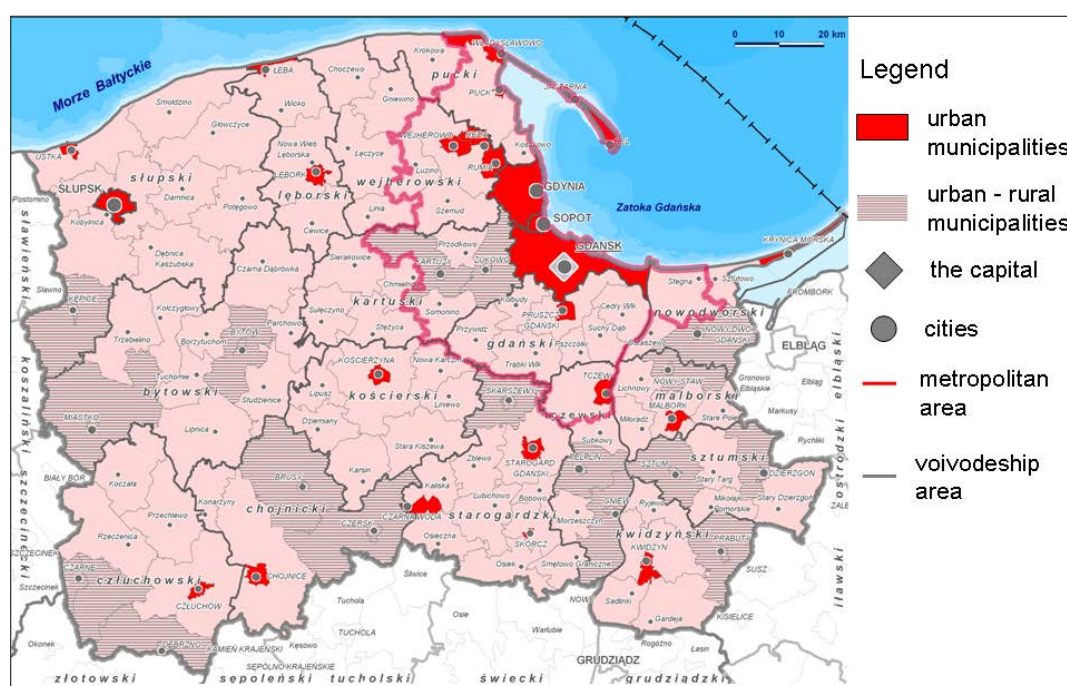 0 10 20 km
Morze Bałtyckie
Zatoka Gdańska
WŁADYSŁAWOWO
Krokowa
pucki
PUCK
JASTARNIA
ŁEBA
Choczewo
Gniewino
Wicko
Smołdzino
Główczyce
USTKA
SŁUPSK
słupski
Damnica
Potęgowo
Kobylnica
Postomino
Nowa Wieś
Lęborska
LĘBORK
lęborski
Łęczyce
Cewice
WEJHEROWO
Luzino
RUMIA
wejherowski
Linia
Szemud
Kosakowo
GDYNIA
SOPOT
GDAŃSK
KRYNICA MORSKA
Sztutowo
Stegna
FROMBORK
ELBLĄG
Elbląg
Dębnica
Kaszubska
Czarna Dąbrówka
Sierakowice
Przodkowo
KARTUZY
ŻUKOWO
Chmielno
kartuski
Sulęczyno
Stężyca
Somonino
Kolbudy
PRUSZCZ
GDAŃSKI
Przywidz
gdański
Cedry Wlk
Suchy Dąb
Pszczółki
Trąbki Wlk
nowodworski
Ostaszewo
NOWY DWÓR
GDAŃSKI
Sławno
KĘPICE
Kołczygłowy
Trzebielino
Borzytuchom
BYTÓW
Parchowo
Tuchomie
Studzienice
bytowski
MIASTKO
Lipnica
KOŚCIERZYNA
Nowa Karczma
Lipusz
kościerski
Liniewo
Dziemiany
Stara Kiszewa
Karsin
SKARSZEWY
TCZEW
tczewski
Subkowy
Lichnowy
NOWY STAW
malborski
Miłoradz
MALBORK
Stare Pole
Gronowo
Elbląskie
Markusy
Rychliki
BIAŁY BÓR
Koczała
Konarzyny
Przechlewo
Rzeczenica
BRUSY
chojnicki
CZERSK
Kaliska
Zblewo
STAROGARD
GDAŃSKI
CZARNA WODA
Lubichowo
Bobowo
starogardzki
Osieczna
SKÓRCZ
Osiek
Smętowo Graniczne
PELPLIN
Morzeszczyn
GNIEW
SZTUM
sztumski
DZIERZGOŃ
Stary Targ
Mikołajki
Pomorskie
Stary Dzierzgoń
Ryjewo
kwidzyński
PRABUTY
KWIDZYN
Sadlinki
Gardeja
SUSZ
KISIELICE
SZCZECINEK
Szczecinek
CZARNE
człuchowski
CZŁUCHÓW
CHOJNICE
DEBRZNO
Okonek
KAMIEŃ KRAJEŃSKI
SĘPÓLNO KRAJEŃSKIE
Kęsowo
Tuchola
TUCHOLA
Śliwice
Osie
Warlubie
GRUDZIĄDZ
Rogóźno
Łasin
sławieński
koszaliński
szczecinecki
złotowski
sępoleński
tucholski
świecki
grudziądzki
iławski
ostródzki
elbląski
Legend
urban
municipalities
urban - rural
municipalities
the capital
cities
metropolitan
area
voivodeship
area